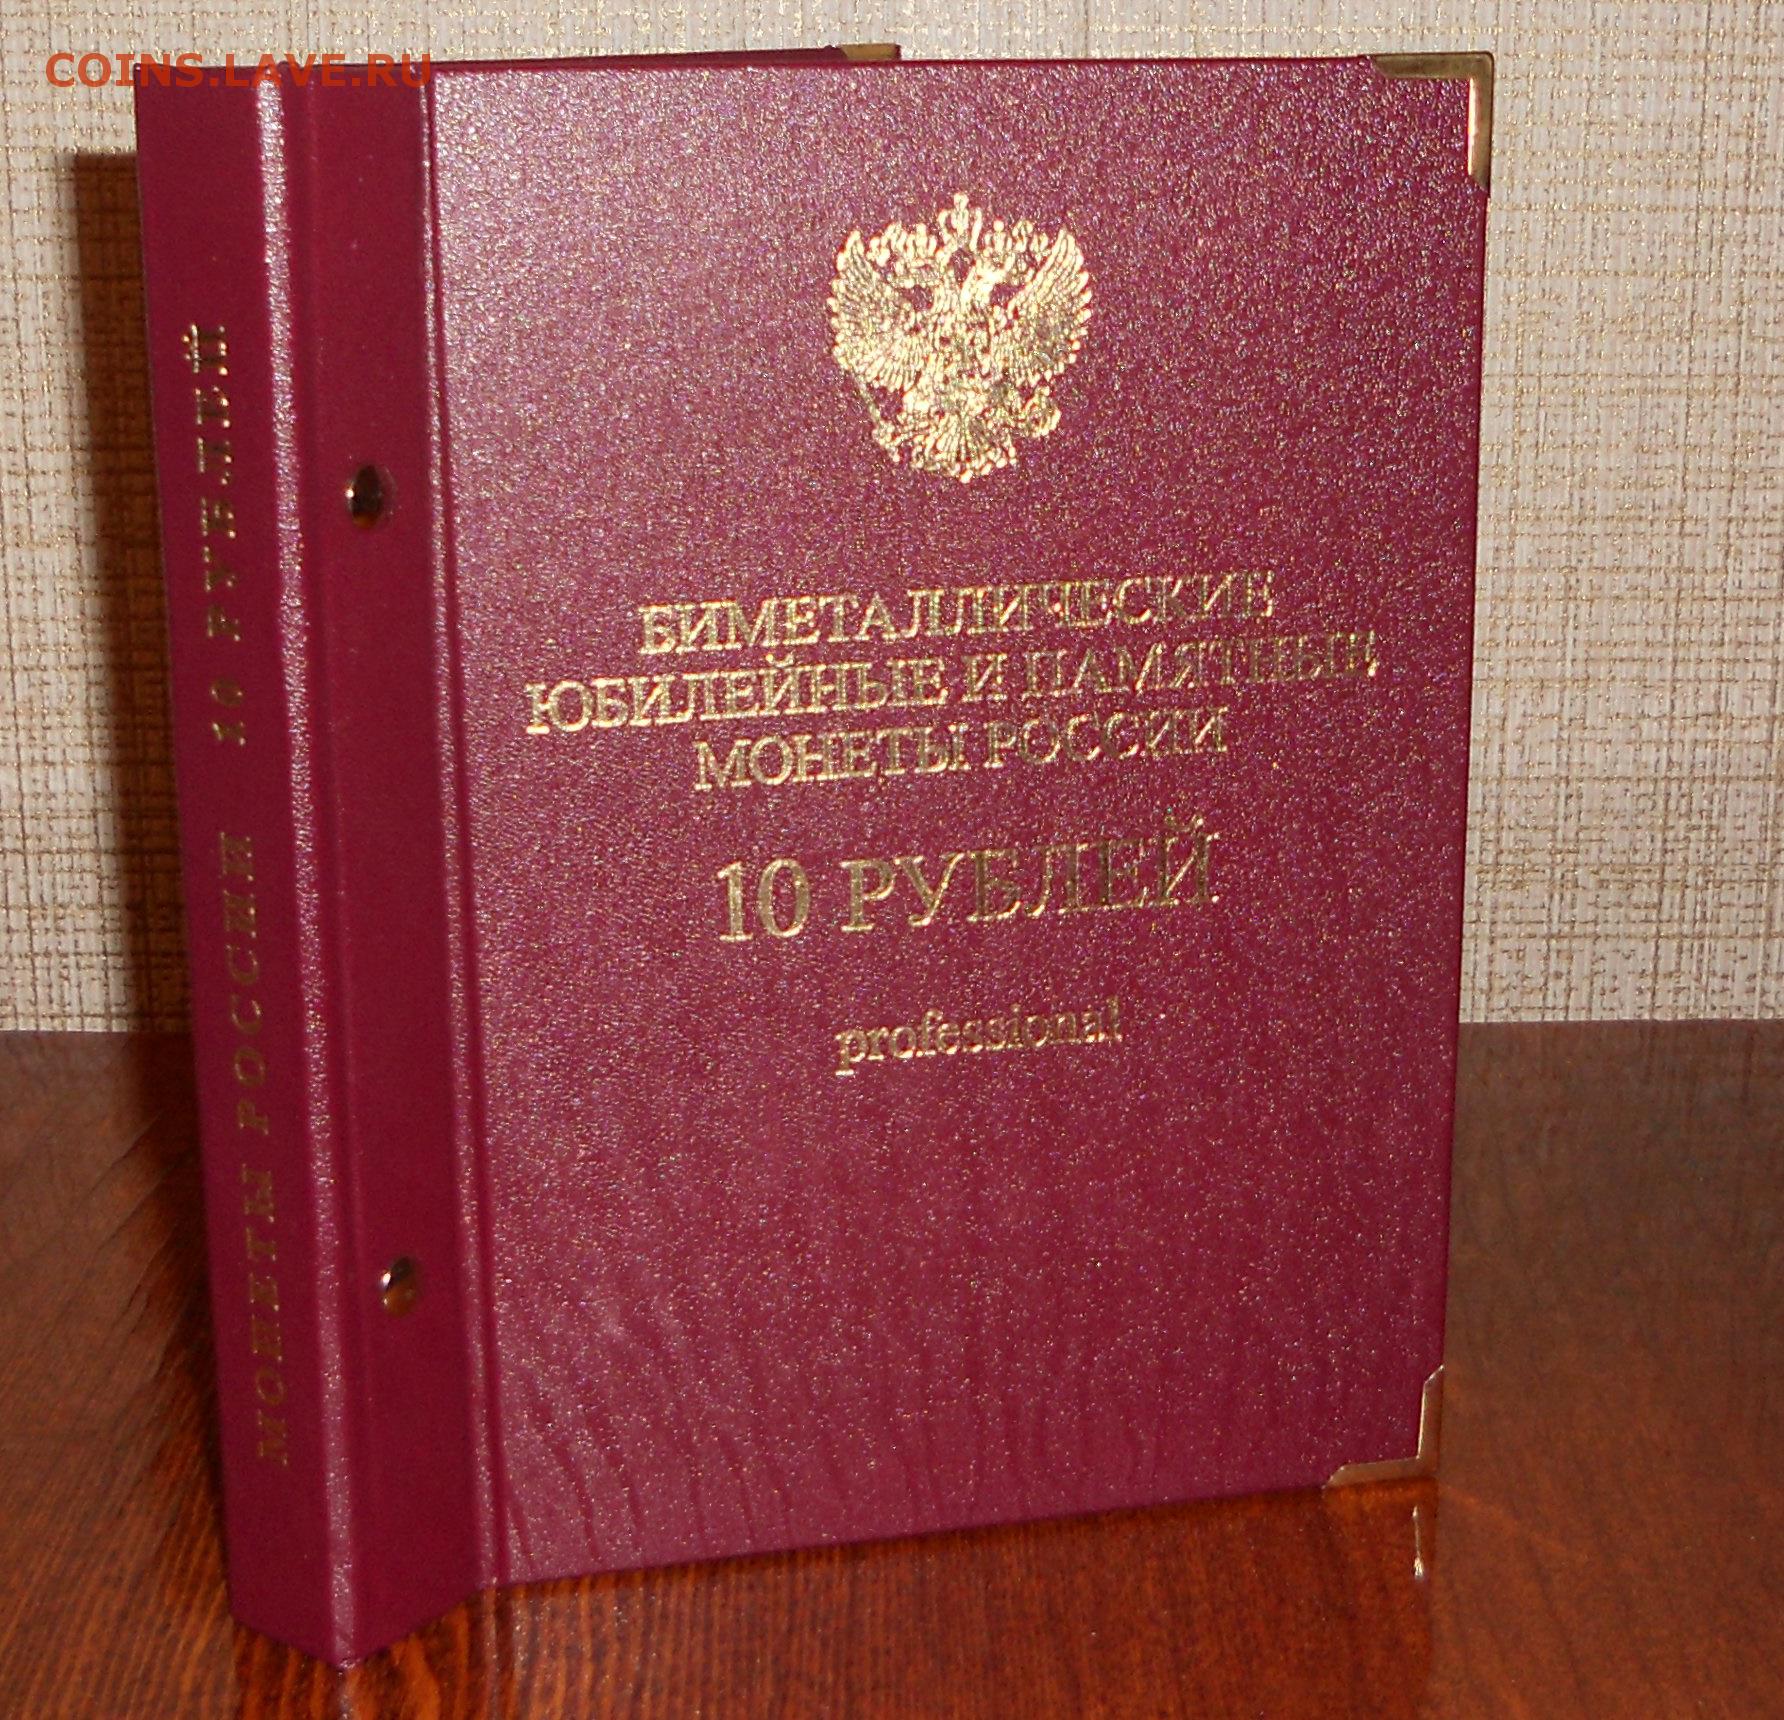 COINS.LAVE.RU
МОНЕТЫ РОССИИ 10 РУБЛЕЙ
БИМЕТАЛЛИЧЕСКИЕ
ЮБИЛЕЙНЫЕ И ПАМЯТНЫЕ
МОНЕТЫ РОССИИ
10 РУБЛЕЙ
professional